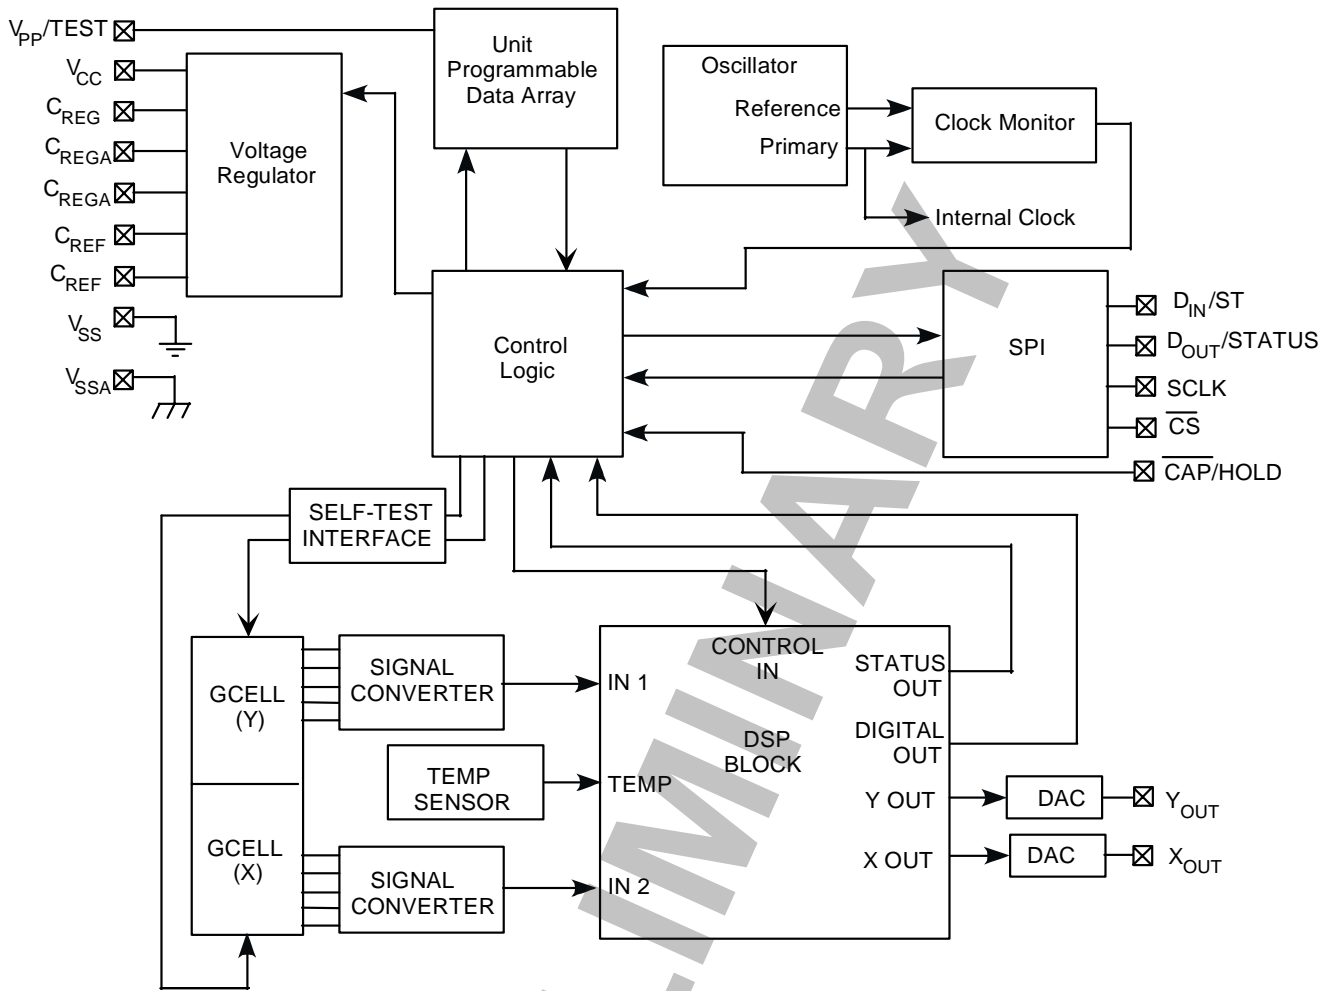 VPP/TEST
VCC
CREG
CREGA
CREGA
CREF
CREF
VSS
VSSA
Voltage
Regulator
Unit
Programmable
Data Array
Oscillator
Reference
Primary
Clock Monitor
Internal Clock
Control
Logic
SPI
DIN/ST
DOUT/STATUS
SCLK
CS
CAP/HOLD
SELF-TEST
INTERFACE
GCELL
(Y)
GCELL
(X)
SIGNAL
CONVERTER
TEMP
SENSOR
SIGNAL
CONVERTER
IN 1
TEMP
IN 2
CONTROL
IN
DSP
BLOCK
STATUS
OUT
DIGITAL
OUT
Y OUT
X OUT
DAC
YOUT
DAC
XOUT
LIMINARY